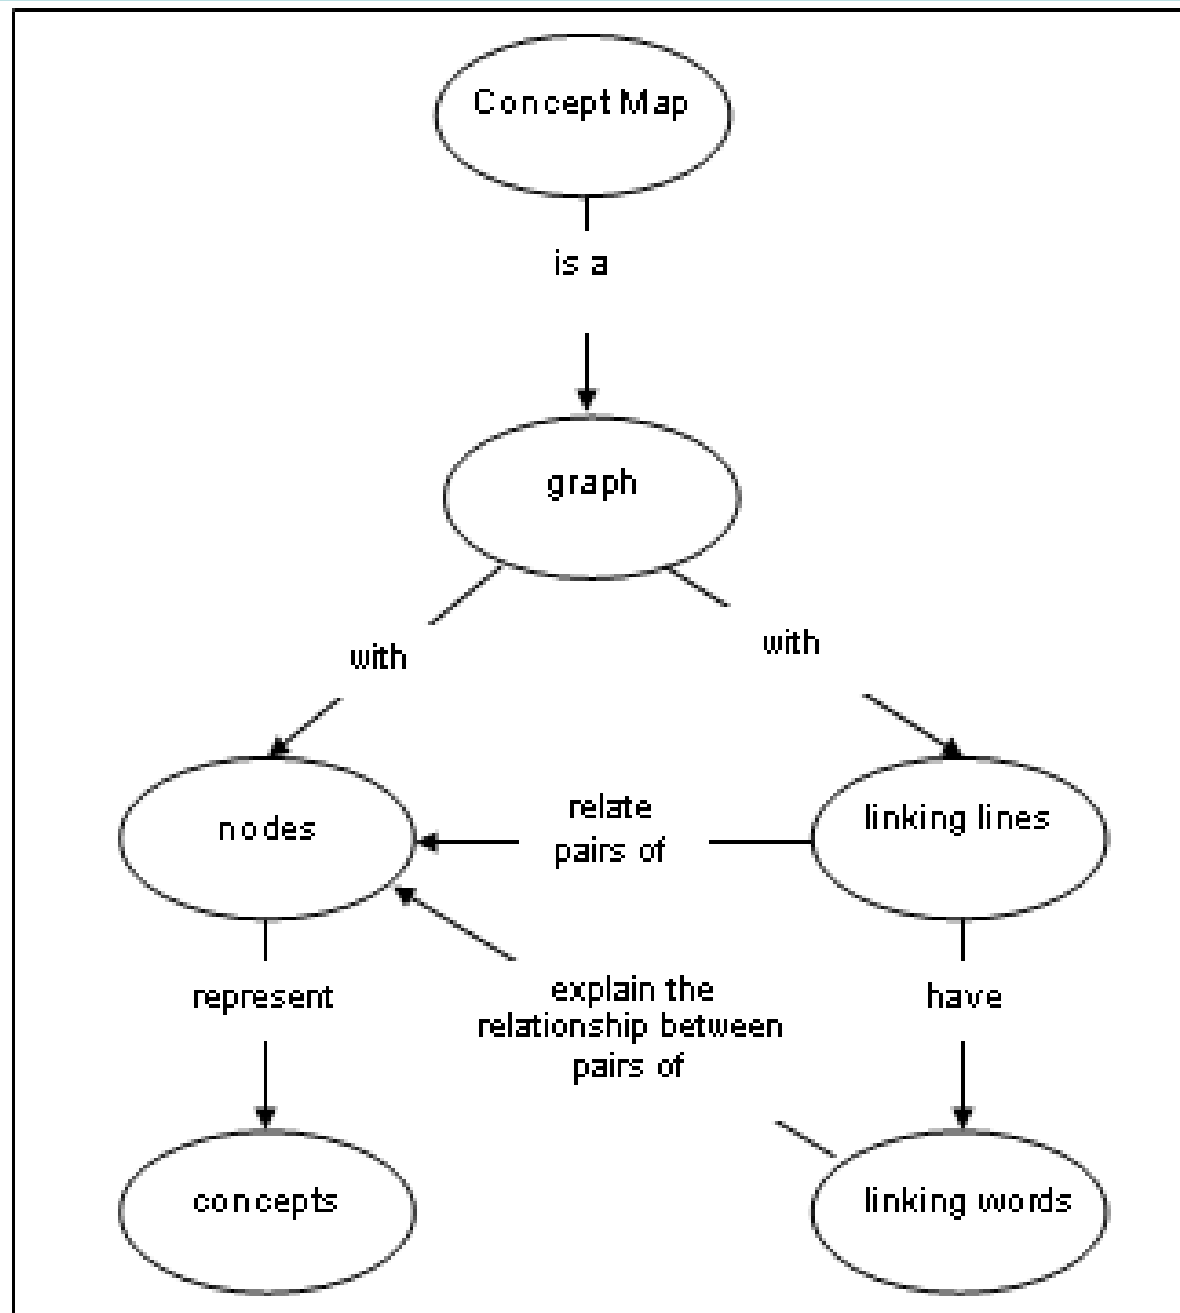 Concept Map
is a
graph
with
with
nodes
relate
pairs of
linking lines
represent
explain the
relationship between
pairs of
have
concepts
linking words